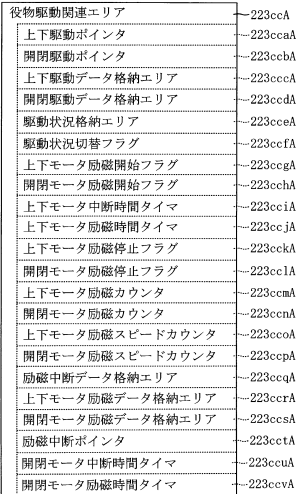 役物駆動関連エリア 223ccA
上下駆動ポインタ 223ccaA
開閉駆動ポインタ 223ccbA
上下駆動データ格納エリア 223cccA
開閉駆動データ格納エリア 223ccdA
駆動状況格納エリア 223cceA
駆動状況切替フラグ 223ccfA
上下モータ励磁開始フラグ 223ccgA
開閉モータ励磁開始フラグ 223cchA
上下モータ中断時間タイマ 223cciA
上下モータ励磁時間タイマ 223ccjA
上下モータ励磁停止フラグ 223cckA
開閉モータ励磁停止フラグ 223cclA
上下モータ励磁カウンタ 223ccmA
開閉モータ励磁カウンタ 223ccnA
上下モータ励磁スピードカウンタ 223ccoA
開閉モータ励磁スピードカウンタ 223ccpA
励磁中断データ格納エリア 223ccqA
上下モータ励磁データ格納エリア 223ccrA
開閉モータ励磁データ格納エリア 223ccsA
励磁中断ポインタ 223cctA
開閉モータ中断時間タイマ 223ccuA
開閉モータ励磁時間タイマ 223ccvA